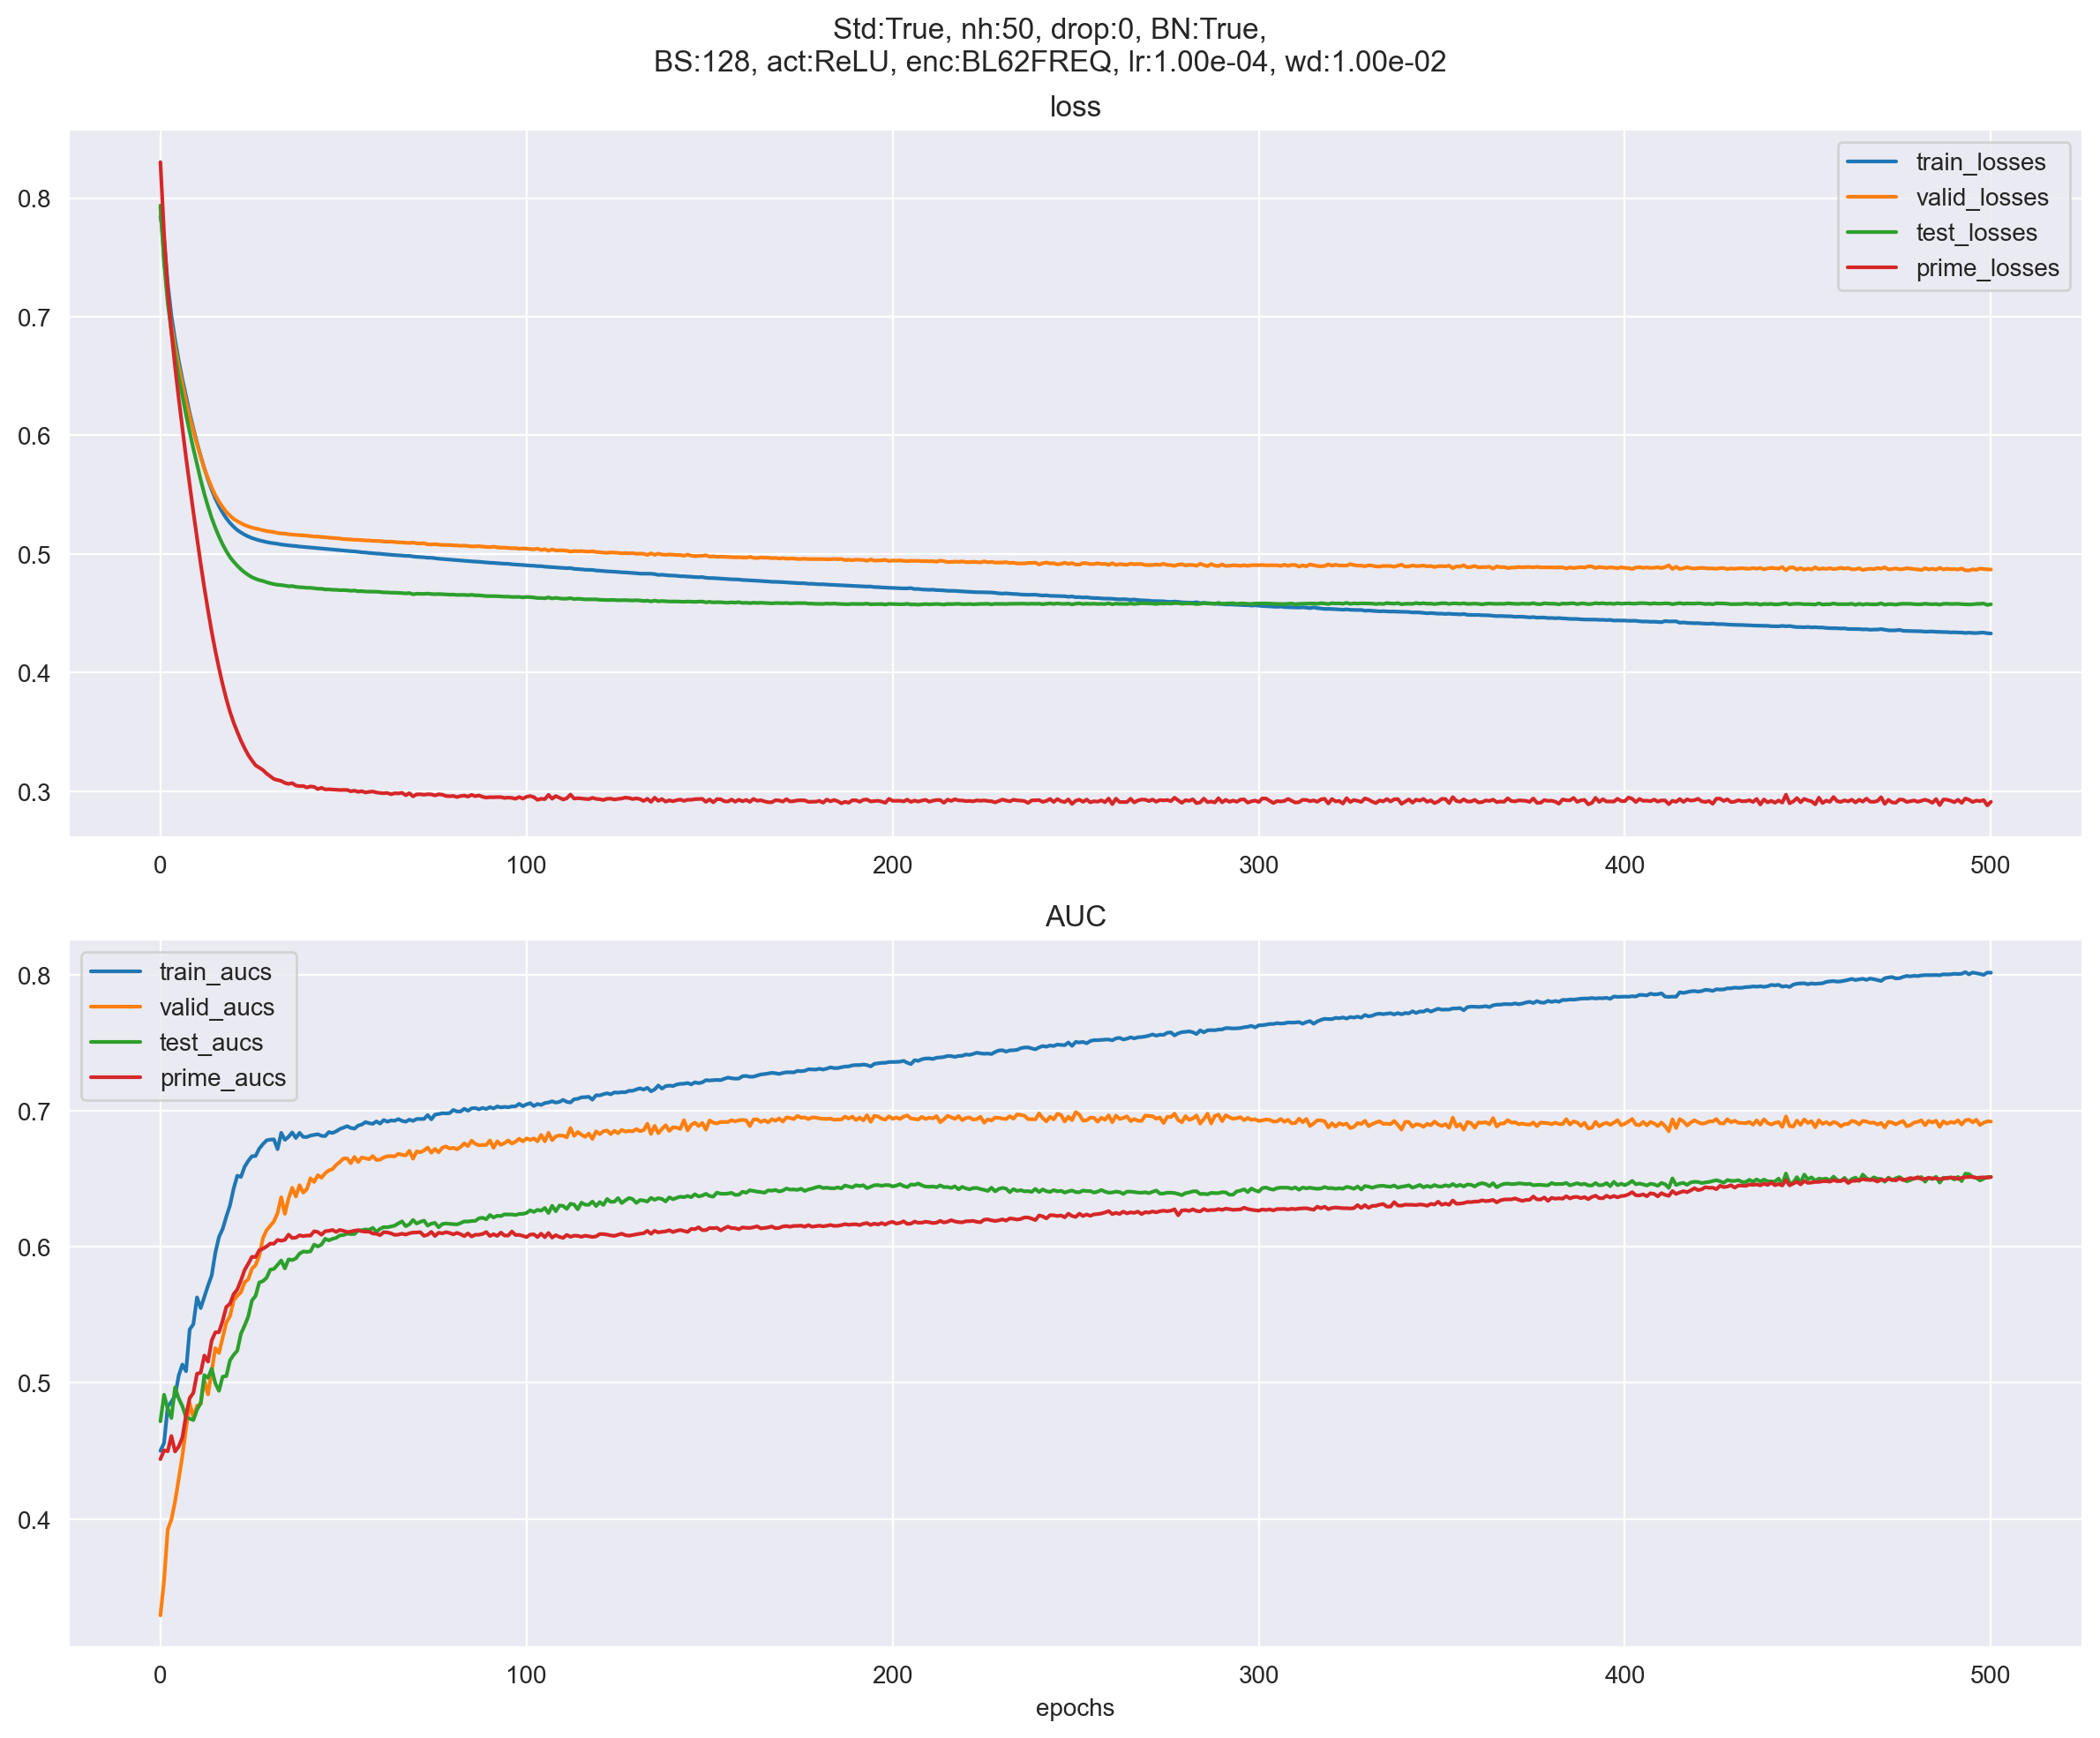 Std:True, nh:50, drop:0, BN:True,
BS:128, act:ReLU, enc:BL62FREQ, lr:1.00e-04, wd:1.00e-02
loss
train_losses
valid_losses
test_losses
prime_losses
0.8
0.7
0.6
0.5
0.4
0.3
0 100 200 300 400 500
AUC
train_aucs
valid_aucs
test_aucs
prime_aucs
0.8
0.7
0.6
0.5
0.4
0 100 200 300 400 500
epochs